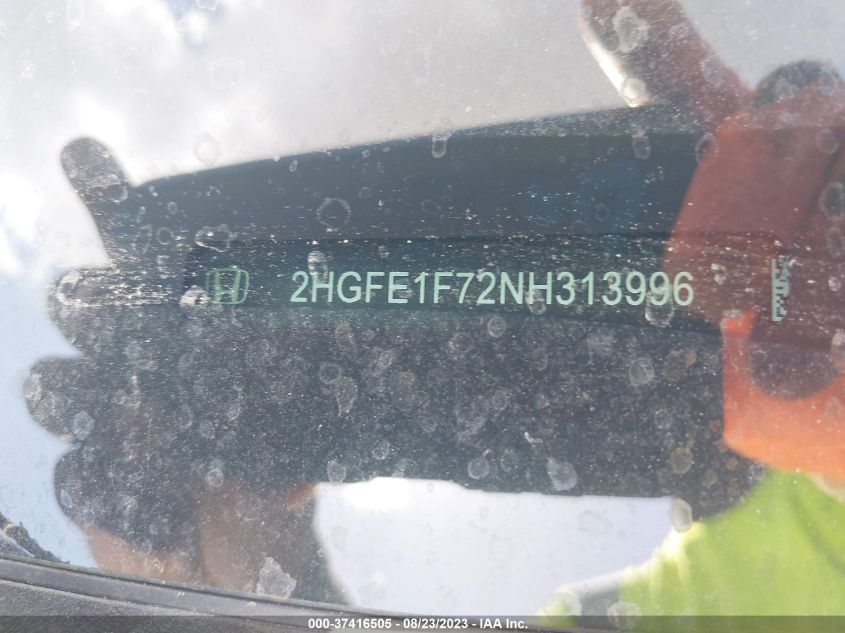 2HGFE1F72NH313996
000-37416505 - 08/23/2023 - IAA Inc.